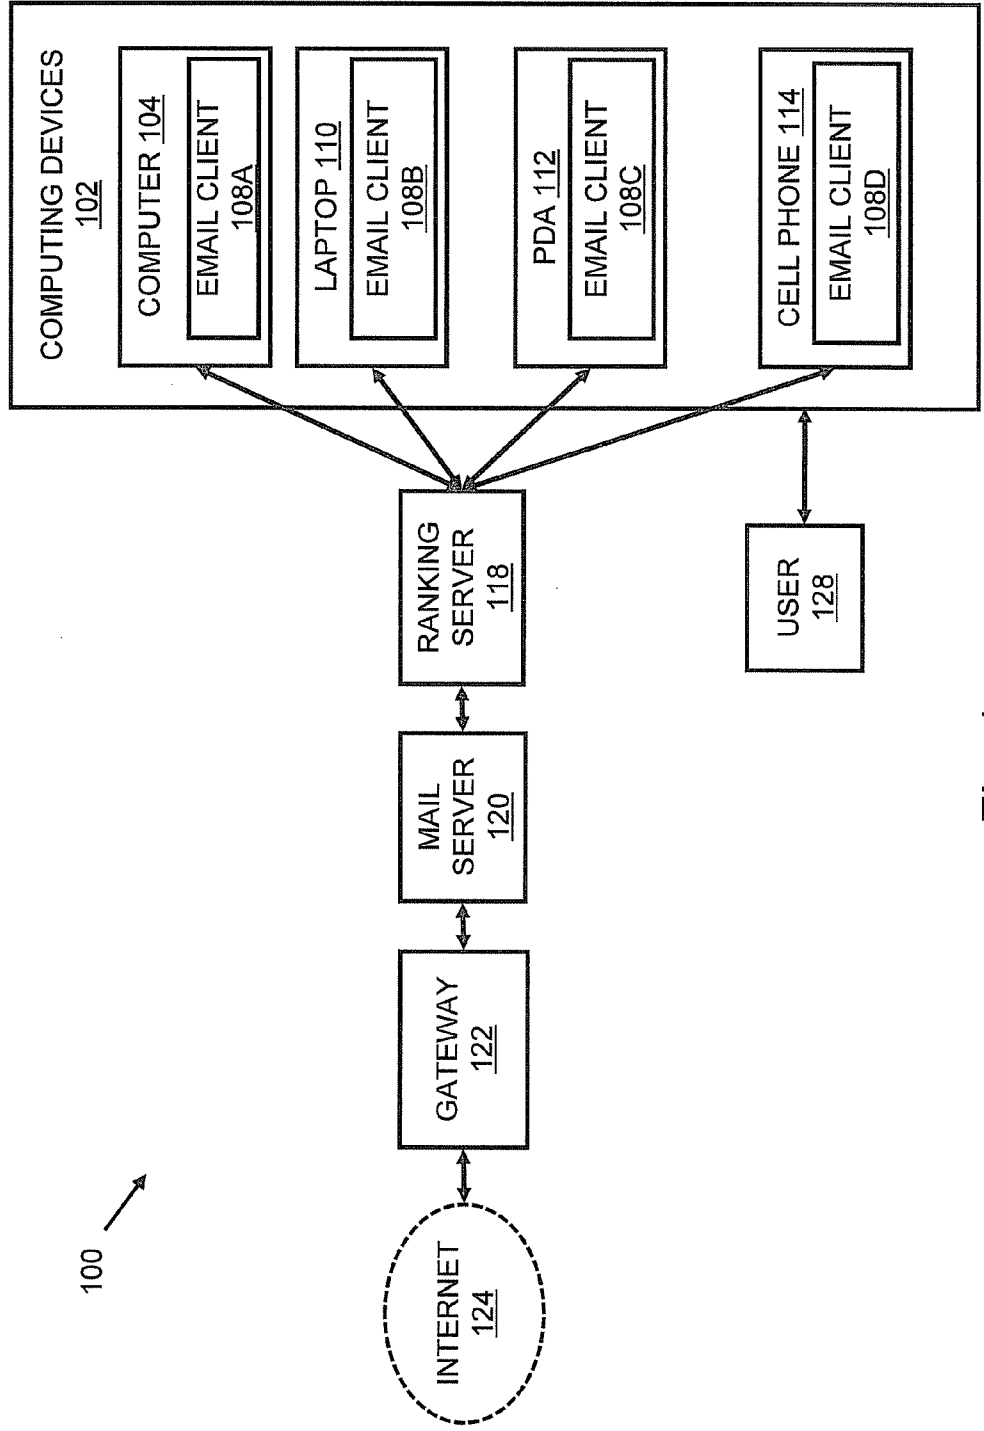 100
COMPUTING DEVICES
102
COMPUTER 104
EMAIL CLIENT
108A
LAPTOP 110
EMAIL CLIENT
108B
PDA 112
EMAIL CLIENT
108C
CELL PHONE 114
EMAIL CLIENT
108D
INTERNET
124
GATEWAY
122
MAIL
SERVER
120
RANKING
SERVER
118
USER
128